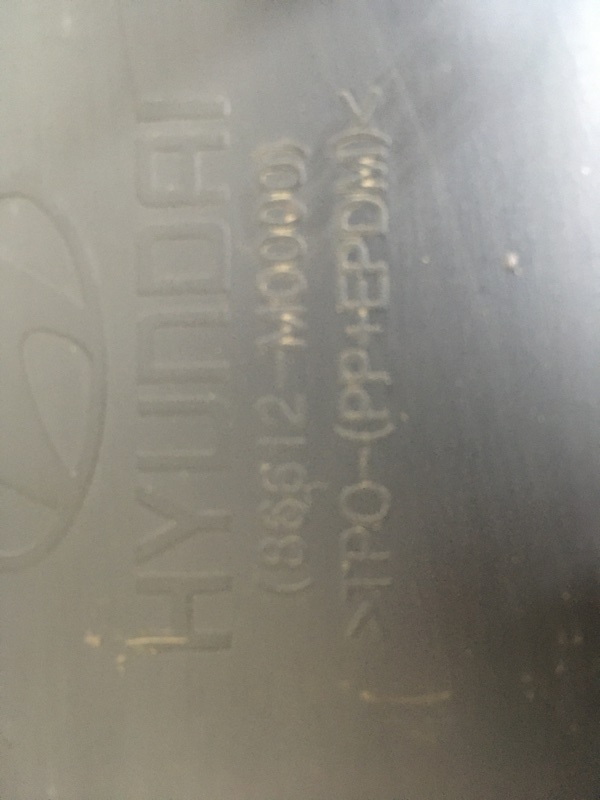 HYUNDAI
(86612-M0000)
>TPO-(PP+EPDM)<